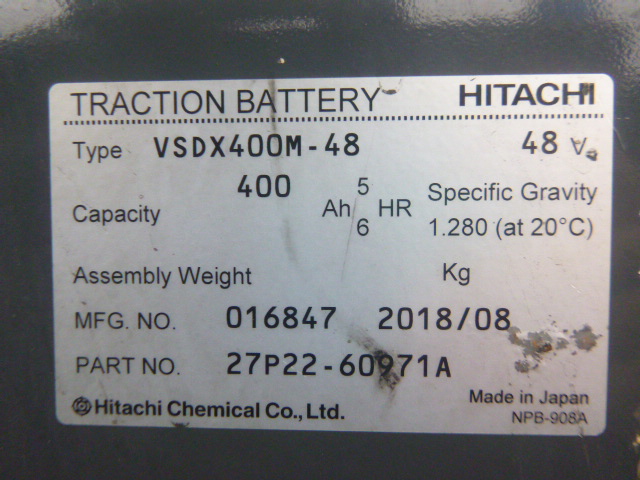 TRACTION BATTERY HITACHI
Type VSDX400M-48 48 V
Capacity 400 Ah 5 6 HR Specific Gravity
1.280 (at 20°C)
Assembly Weight Kg
MFG. NO. 016847 2018/08
PART NO. 27P22-60971A
Hitachi Chemical Co., Ltd. Made in Japan
NPB-908A